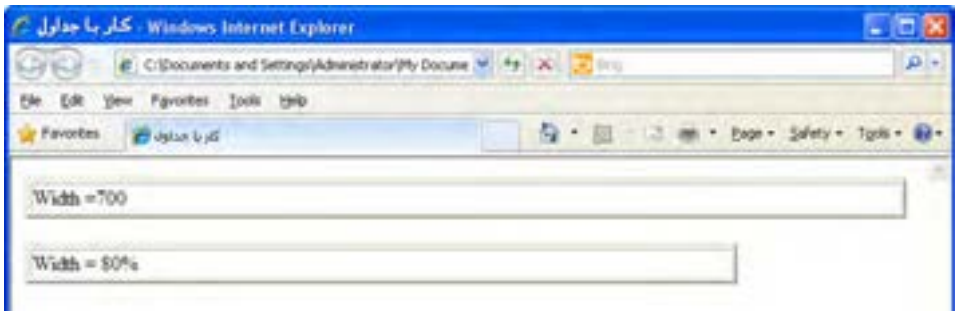 کار با جداول - Windows Internet Explorer
C:\Documents and Settings\Administrator\My Docume Bing
File Edit View Favorites Tools Help
Favorites کار با جداول Page Safety Tools
Width =700
Width = 80%